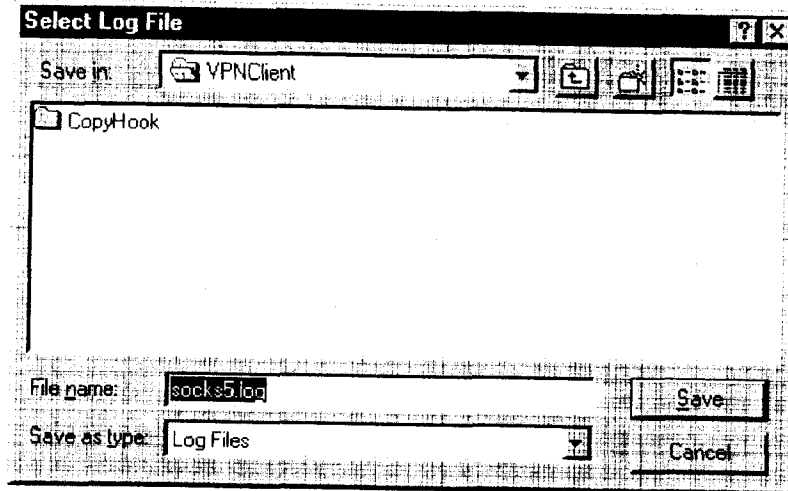 Select Log File
Save in: VPNClient
CopyHook
File name: socks5.log Save
Save as type: Log Files Cancel